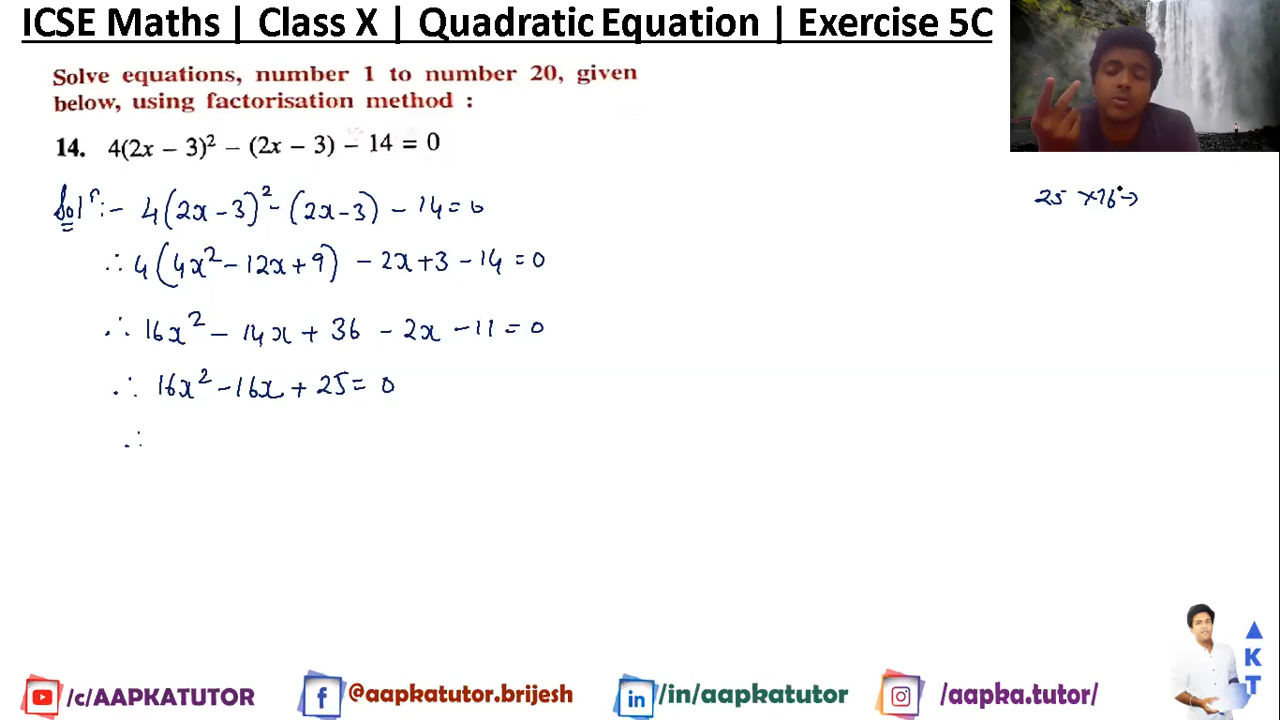 ICSE Maths | Class X | Quadratic Equation | Exercise 5C
Solve equations, number 1 to number 20, given
below, using factorisation method :
14. 4(2x – 3)² – (2x – 3) – 14 = 0
Solⁿ:- 4(2x-3)² - (2x-3) - 14 = 0
25 × 16 →
∴ 4(4x² - 12x + 9) - 2x + 3 - 14 = 0
∴ 16x² - 14x + 36 - 2x - 11 = 0
∴ 16x² - 16x + 25 = 0
∴
AKT
/c/AAPKATUTOR @aapkatutor.brijesh /in/aapkatutor /aapka.tutor/